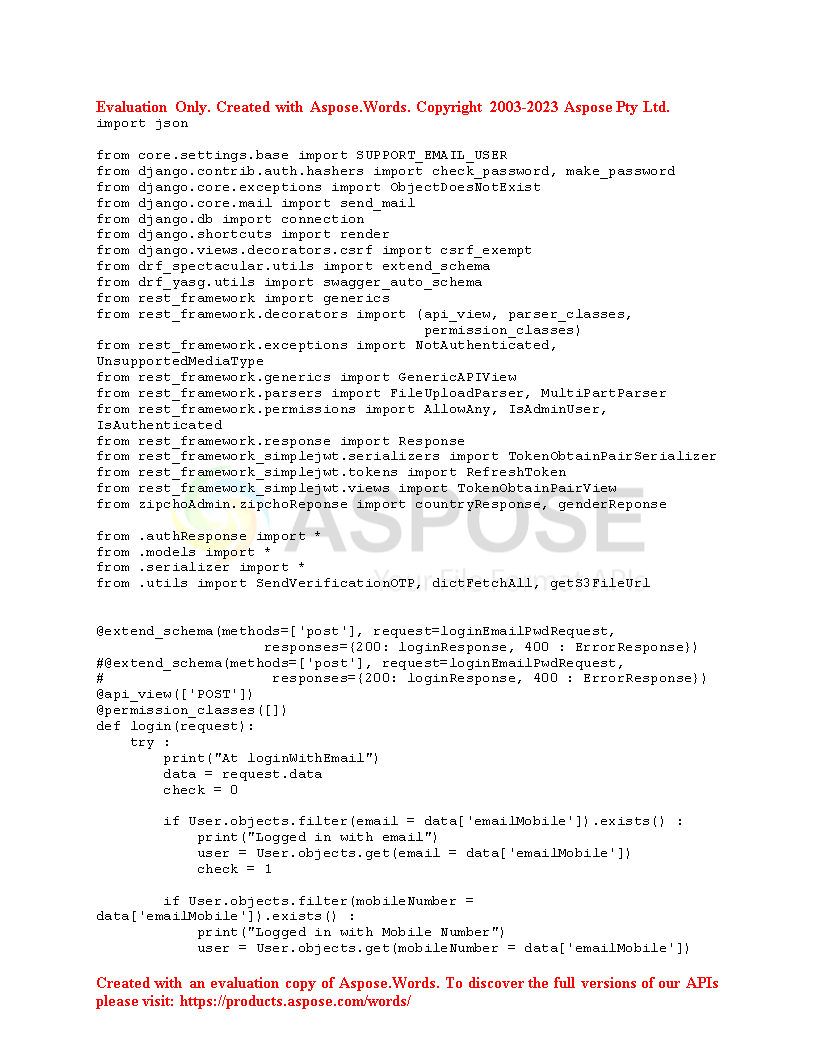 Evaluation Only. Created with Aspose.Words. Copyright 2003-2023 Aspose Pty Ltd.
import json

from core.settings.base import SUPPORT_EMAIL_USER
from django.contrib.auth.hashers import check_password, make_password
from django.core.exceptions import ObjectDoesNotExist
from django.core.mail import send_mail
from django.db import connection
from django.shortcuts import render
from django.views.decorators.csrf import csrf_exempt
from drf_spectacular.utils import extend_schema
from drf_yasg.utils import swagger_auto_schema
from rest_framework import generics
from rest_framework.decorators import (api_view, parser_classes,
                                       permission_classes)
from rest_framework.exceptions import NotAuthenticated,
UnsupportedMediaType
from rest_framework.generics import GenericAPIView
from rest_framework.parsers import FileUploadParser, MultiPartParser
from rest_framework.permissions import AllowAny, IsAdminUser,
IsAuthenticated
from rest_framework.response import Response
from rest_framework_simplejwt.serializers import TokenObtainPairSerializer
from rest_framework_simplejwt.tokens import RefreshToken
from rest_framework_simplejwt.views import TokenObtainPairView
from zipchoAdmin.zipchoReponse import countryResponse, genderReponse
ASPOSE
from .authResponse import *
from .models import *
from .serializer import *
Your File Format APIs
from .utils import SendVerificationOTP, dictFetchAll, getS3FileUrl


@extend_schema(methods=['post'], request=loginEmailPwdRequest,
                    responses={200: loginResponse, 400 : ErrorResponse})
#@extend_schema(methods=['post'], request=loginEmailPwdRequest,
#                    responses={200: loginResponse, 400 : ErrorResponse})
@api_view(['POST'])
@permission_classes([])
def login(request):
    try :
        print("At loginWithEmail")
        data = request.data
        check = 0

        if User.objects.filter(email = data['emailMobile']).exists() :
            print("Logged in with email")
            user = User.objects.get(email = data['emailMobile'])
            check = 1

        if User.objects.filter(mobileNumber =
data['emailMobile']).exists() :
            print("Logged in with Mobile Number")
            user = User.objects.get(mobileNumber = data['emailMobile'])

Created with an evaluation copy of Aspose.Words. To discover the full versions of our APIs
please visit: https://products.aspose.com/words/